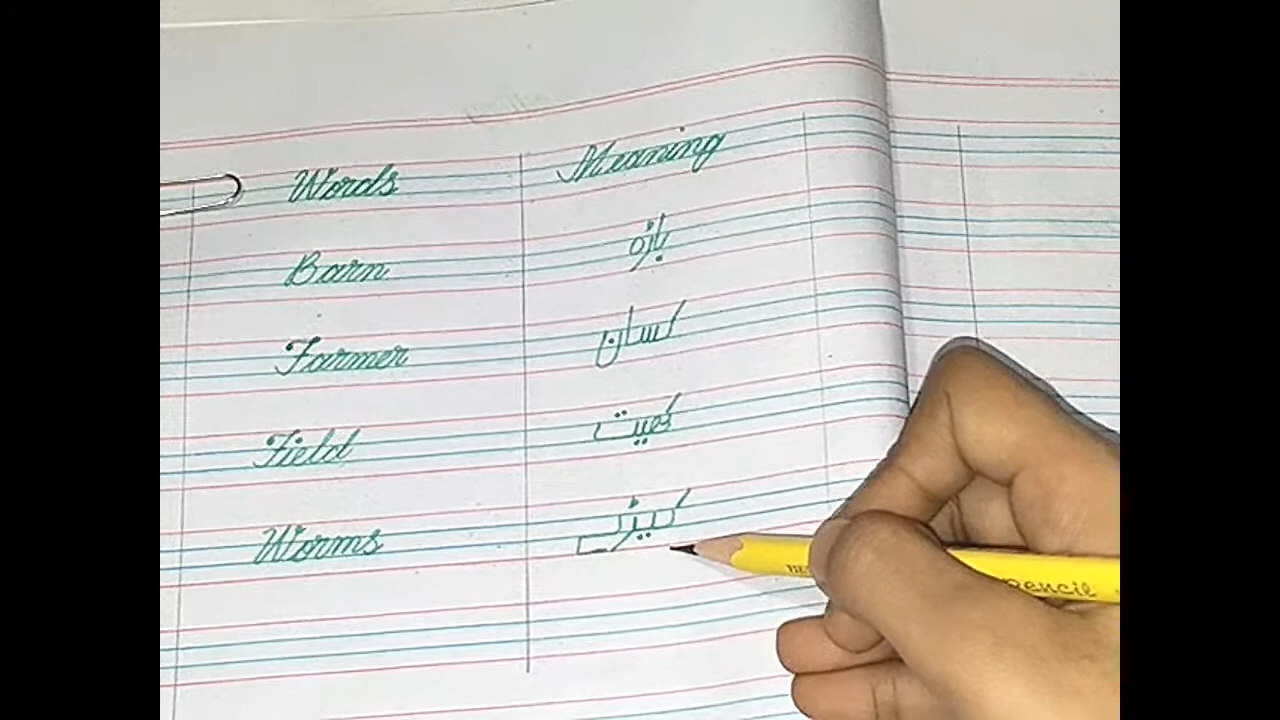 Words Meaning
Barn باڑہ
Farmer کسان
Field کھیت
Worms کیڑے
Pencil